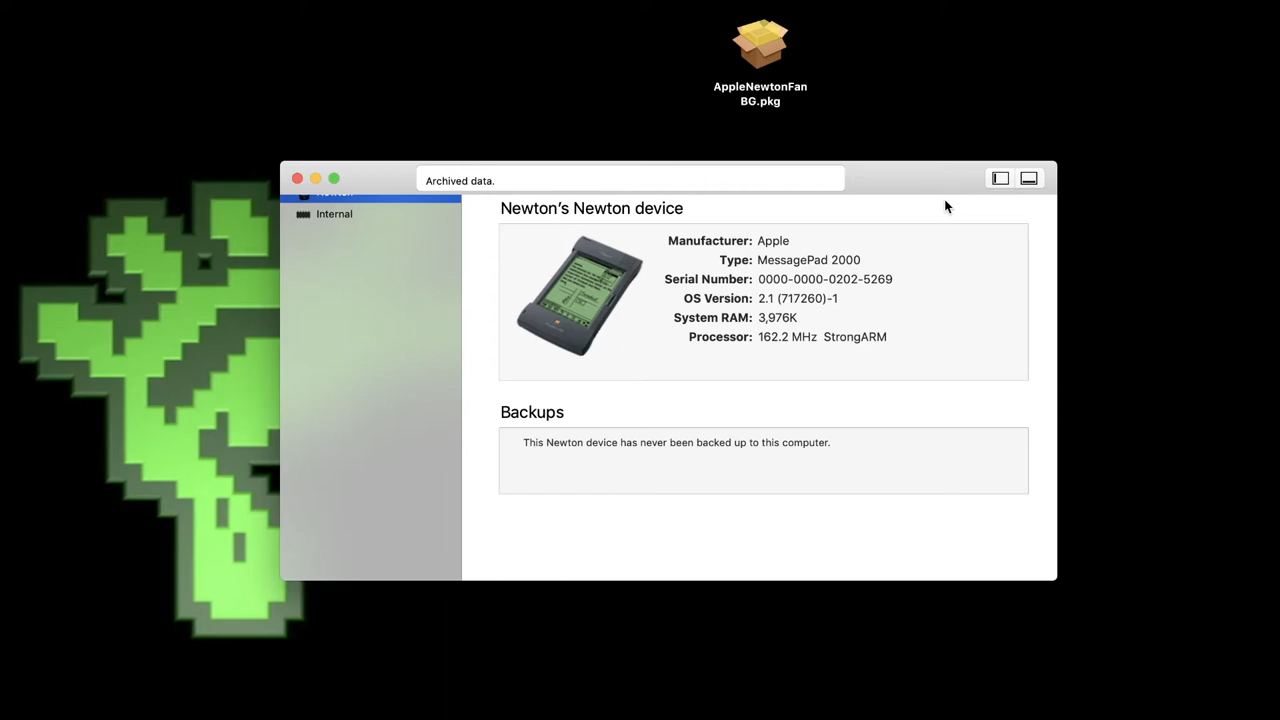 AppleNewtonFan
BG.pkg
Archived data.
Internal
Newton's Newton device
Manufacturer: Apple
Type: MessagePad 2000
Serial Number: 0000-0000-0202-5269
OS Version: 2.1 (717260)-1
System RAM: 3,976K
Processor: 162.2 MHz StrongARM
Backups
This Newton device has never been backed up to this computer.